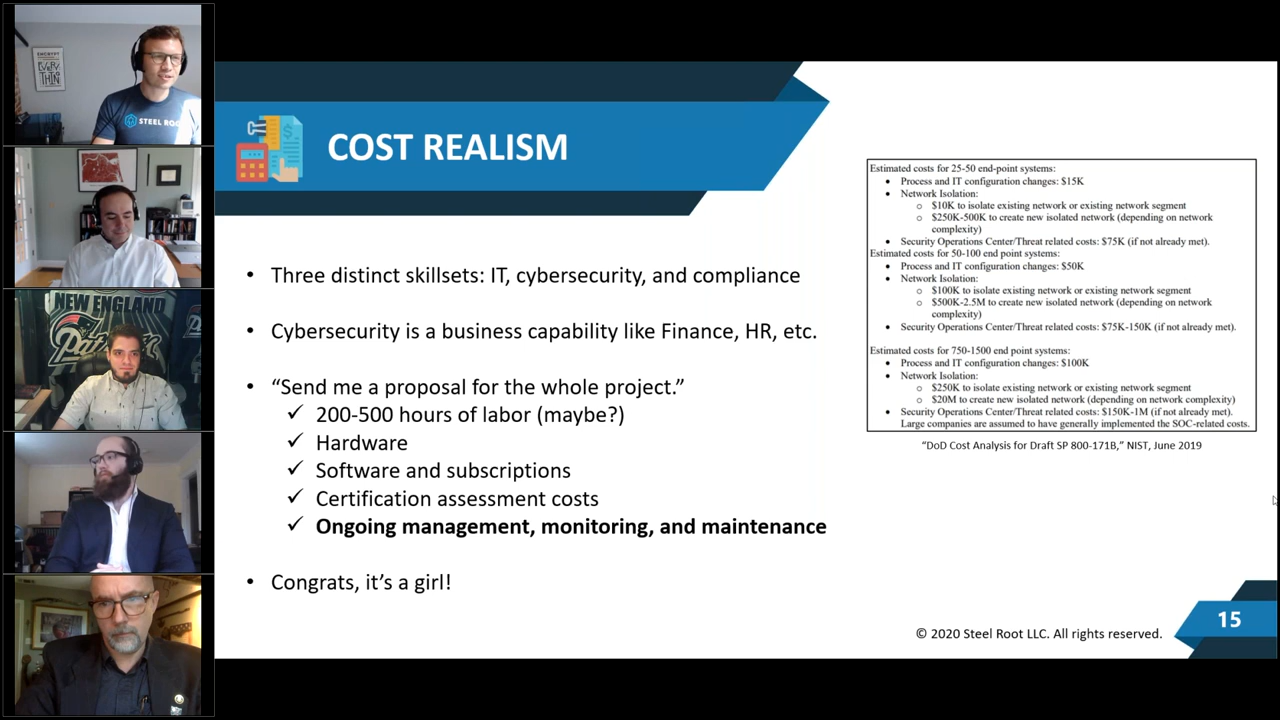 ENCRYPT
EVERY
THIN
STEEL ROO
NEW ENGLAND
Patriots
COST REALISM
• Three distinct skillsets: IT, cybersecurity, and compliance
• Cybersecurity is a business capability like Finance, HR, etc.
• “Send me a proposal for the whole project.”
✓ 200-500 hours of labor (maybe?)
✓ Hardware
✓ Software and subscriptions
✓ Certification assessment costs
✓ Ongoing management, monitoring, and maintenance
• Congrats, it’s a girl!
Estimated costs for 25-50 end-point systems:
• Process and IT configuration changes: $15K
• Network Isolation:
o $10K to isolate existing network or existing network segment
o $250K-500K to create new isolated network (depending on network
complexity)
• Security Operations Center/Threat related costs: $75K (if not already met).
Estimated costs for 50-100 end point systems:
• Process and IT configuration changes: $50K
• Network Isolation:
o $100K to isolate existing network or existing network segment
o $500K-2.5M to create new isolated network (depending on network
complexity)
• Security Operations Center/Threat related costs: $75K-150K (if not already met).
Estimated costs for 750-1500 end point systems:
• Process and IT configuration changes: $100K
• Network Isolation:
o $250K to isolate existing network or existing network segment
o $20M to create new isolated network (depending on network complexity)
• Security Operations Center/Threat related costs: $150K-1M (if not already met).
Large companies are assumed to have generally implemented the SOC-related costs.
“DoD Cost Analysis for Draft SP 800-171B,” NIST, June 2019
© 2020 Steel Root LLC. All rights reserved.
15